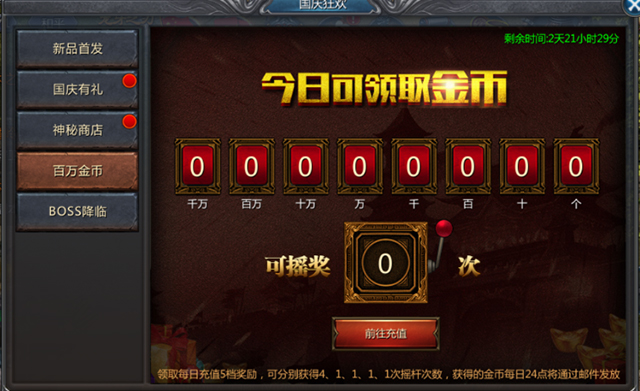 国庆狂欢
剩余时间:2天21小时29分
新品首发
国庆有礼
神秘商店
百万金币
BOSS降临
今日可领取金币
0 0 0 0 0 0 0 0
千万 百万 十万 万 千 百 十 个
可摇奖 0 次
前往充值
领取每日充值5档奖励，可分别获得4、1、1、1、1次摇杆次数，获得的金币每日24点将通过邮件发放